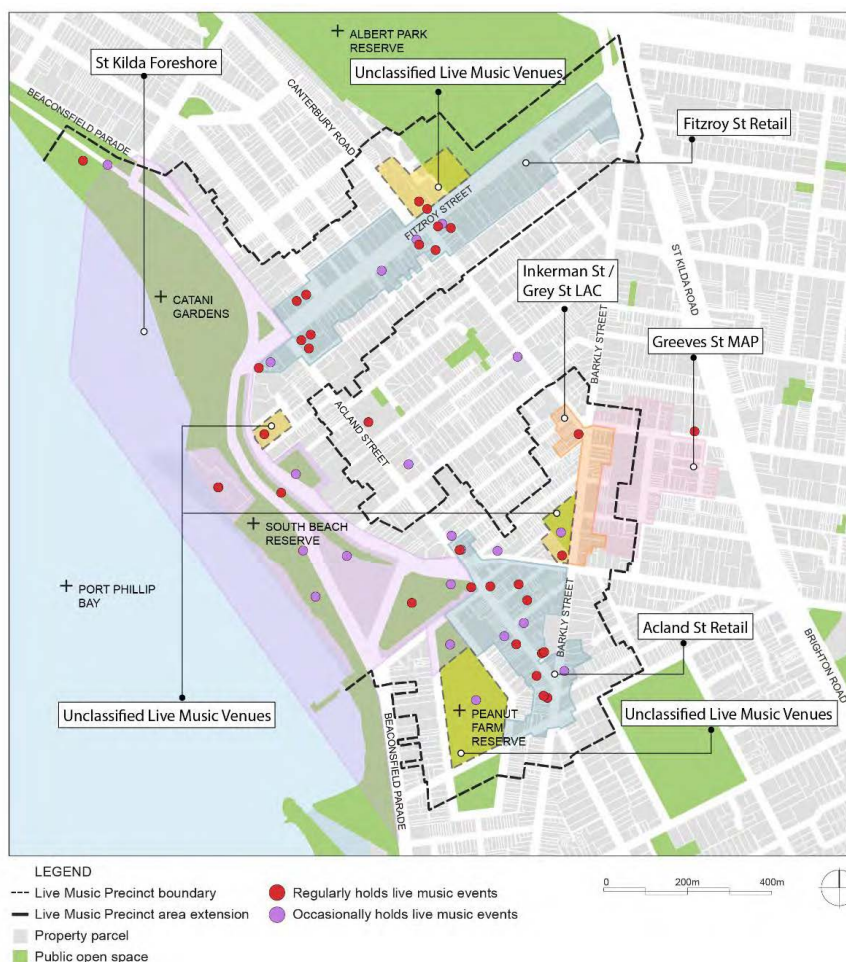 ALBERT PARK
RESERVE
St Kilda Foreshore
Unclassified Live Music Venues
BEACONSFIELD PARADE
CANTERBURY ROAD
Fitzroy St Retail
FITZROY STREET
ST KILDA ROAD
Inkerman St /
Grey St LAC
CATANI
GARDENS
BARKLY STREET
Greeves St MAP
ACLAND STREET
SOUTH BEACH
RESERVE
PORT PHILLIP
BAY
BARKLY STREET
Acland St Retail
BRIGHTON ROAD
Unclassified Live Music Venues
BEACONSFIELD PARADE
PEANUT
FARM
RESERVE
Unclassified Live Music Venues
LEGEND
Live Music Precinct boundary
Live Music Precinct area extension
Property parcel
Public open space
Regularly holds live music events
Occasionally holds live music events
0 200m 400m